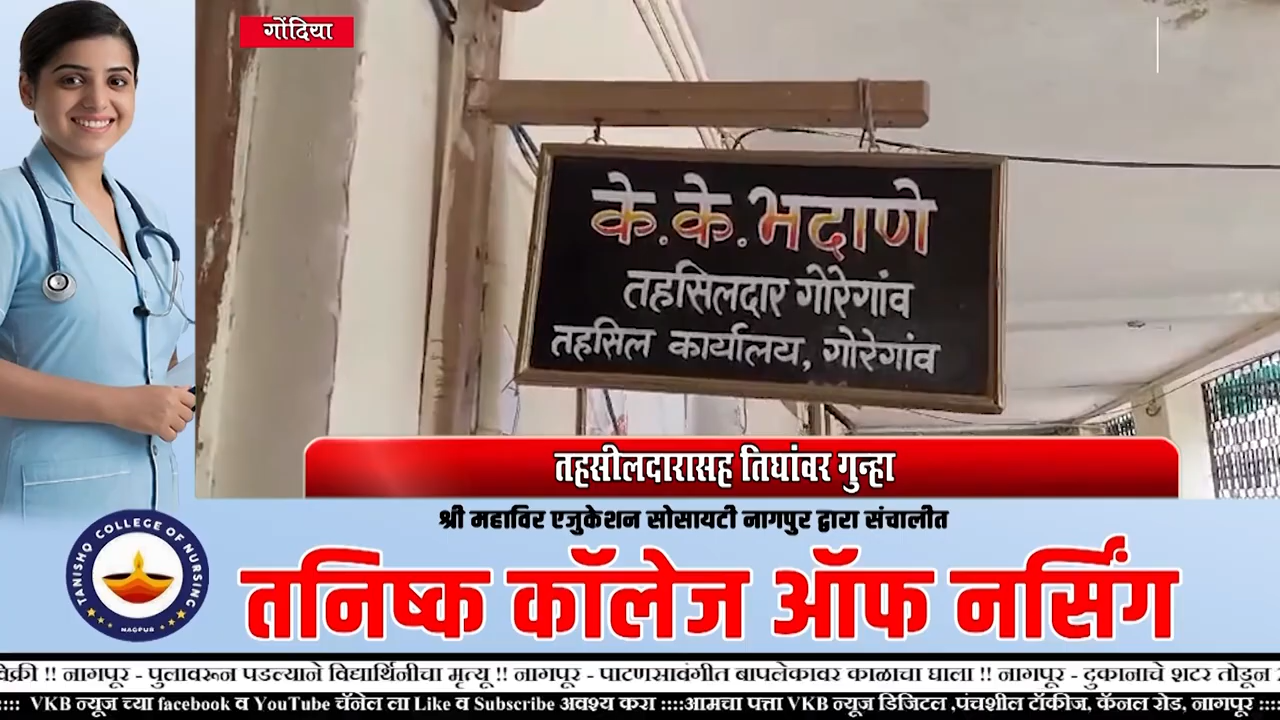 गोंदिया
के.के.भदाणे
तहसिलदार गोरेगांव
तहसिल कार्यालय, गोरेगांव
तहसीलदारासह तिघांवर गुन्हा
श्री महाविर एजुकेशन सोसायटी नागपुर द्वारा संचालीत
TANISHQ COLLEGE OF NURSING
NAGPUR
तनिष्क कॉलेज ऑफ नर्सिंग
वेक्री !! नागपूर - पुलावरून पडल्याने विद्यार्थिनीचा मृत्यू !! नागपूर - पाटणसावंगीत बापलेकावर काळाचा घाला !! नागपूर - दुकानाचे शटर तोडून
:::: VKB न्यूज च्या facebook व YouTube चॅनेल ला Like व Subscribe अवश्य करा ::::आमचा पत्ता VKB न्यूज डिजिटल ,पंचशील टॉकीज, कॅनल रोड, नागपूर :::